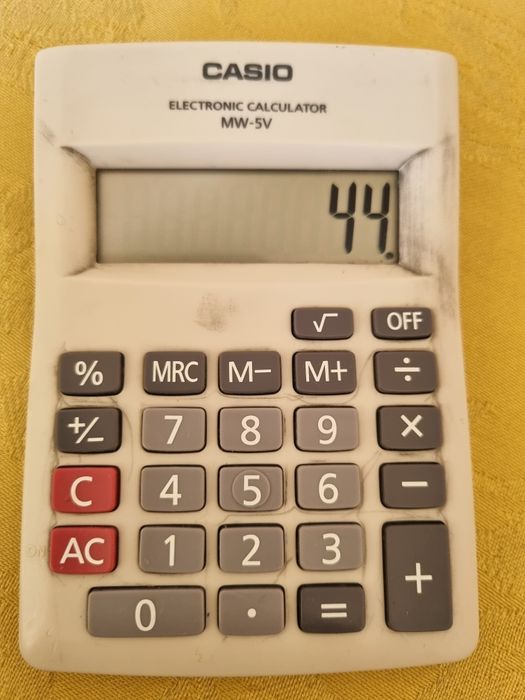 CASIO
ELECTRONIC CALCULATOR
MW-5V
44.
√ OFF
% MRC M− M+ ÷
+/− 7 8 9 ×
C 4 5 6 −
ON AC 1 2 3 +
0 . =